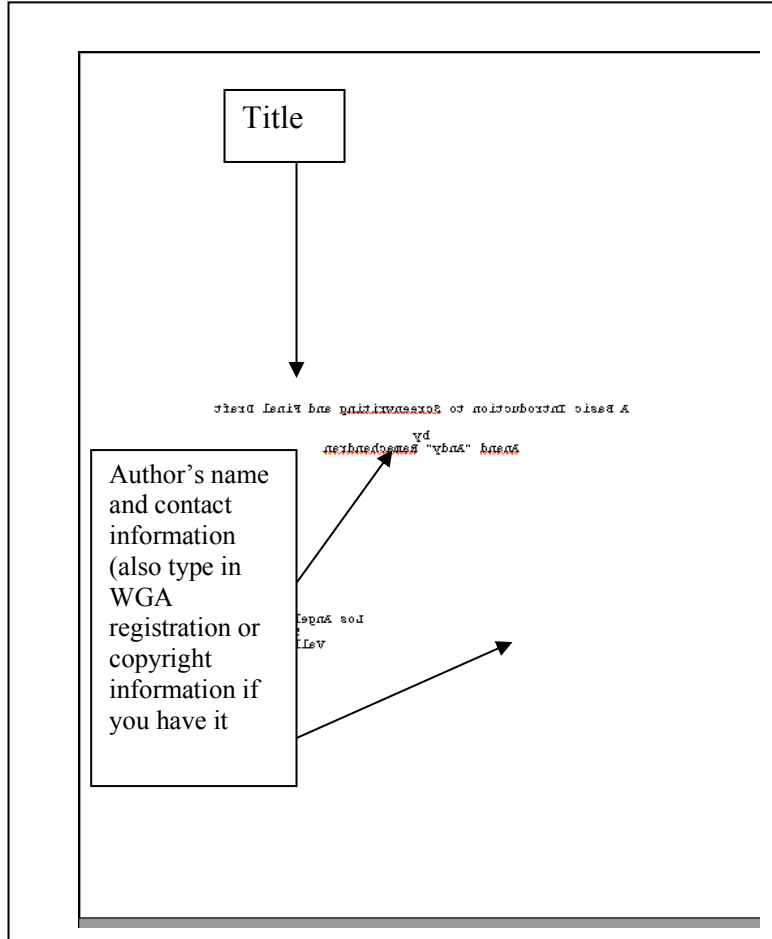 Title
A Basic Introduction to Screenwriting and Final Draft
by
Anand "Andy" Ramachandran
Author's name
and contact
information
(also type in
WGA
registration or
copyright
information if
you have it
Los